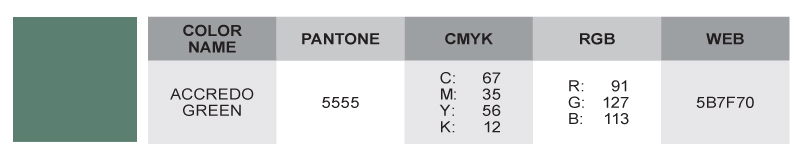 COLOR NAME PANTONE CMYK RGB WEB
ACCREDO GREEN 5555 C: 67 R: 91 5B7F70
M: 35 G: 127
Y: 56 B: 113
K: 12